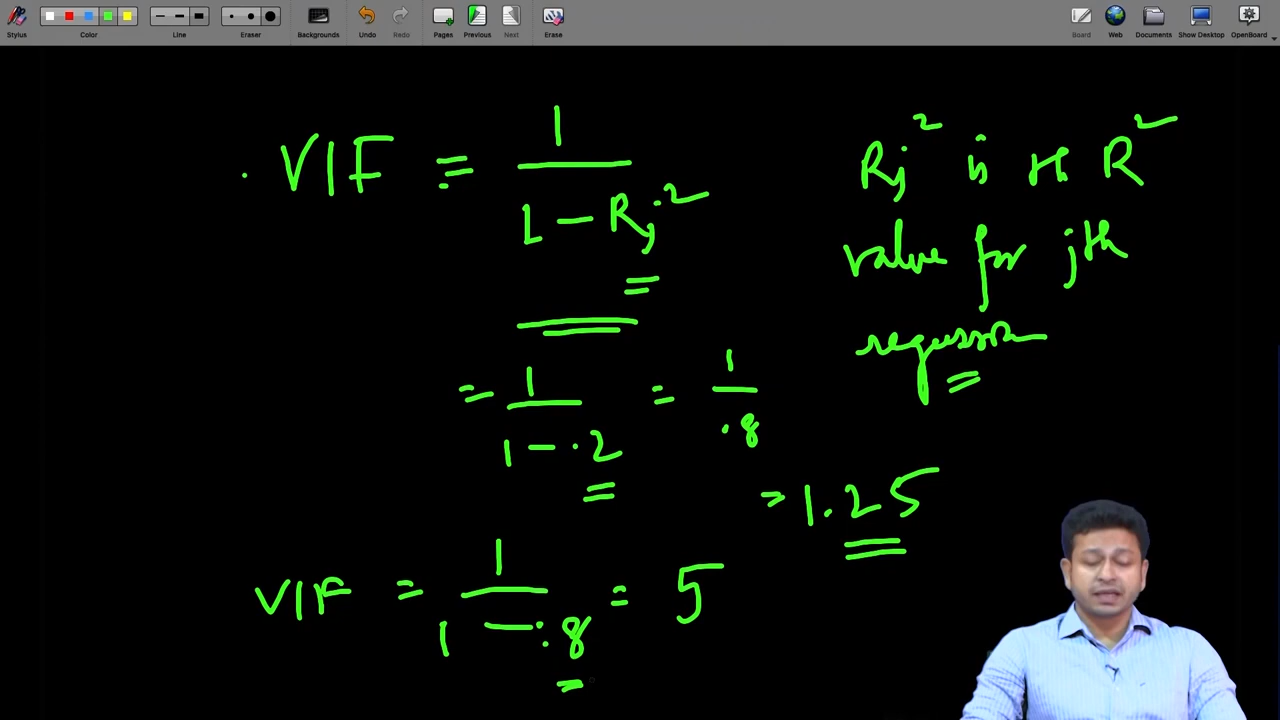 Stylus Color Line Eraser Backgrounds Undo Redo Pages Previous Next Erase Board Web Documents Show Desktop OpenBoard
VIF = 1 / (1 - Rj²)
Rj² is the R²
value for jth
regressor
= 1 / (1 - .2) = 1 / .8
= 1.25
VIF = 1 / (1 - .8) = 5